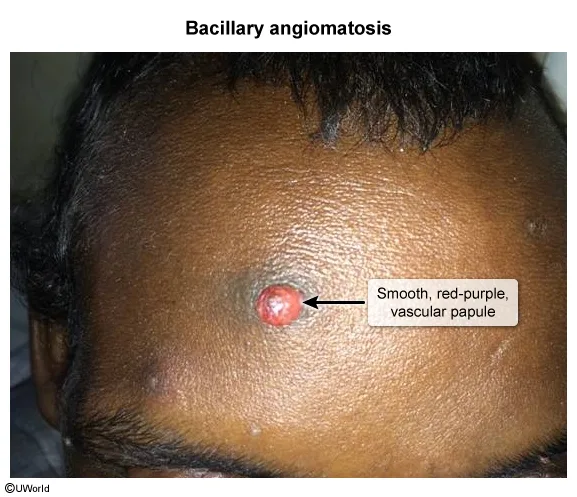 Bacillary angiomatosis
Smooth, red-purple,
vascular papule
©UWorld